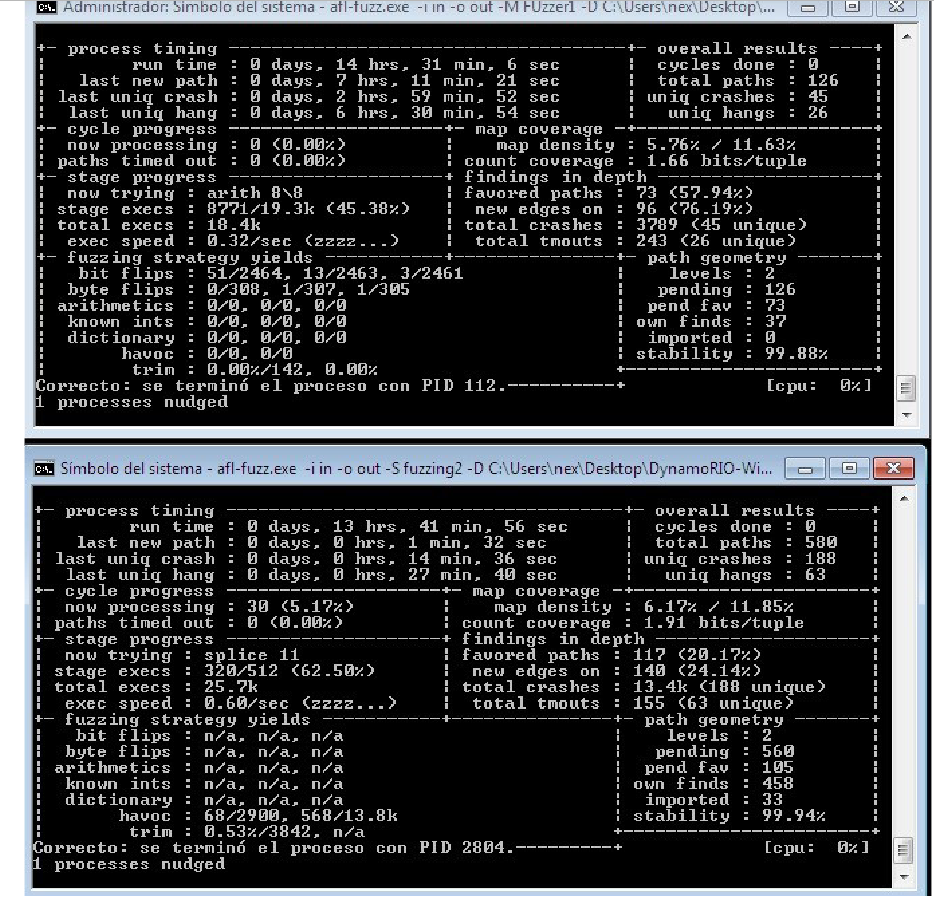 Administrador: Símbolo del sistema - afl-fuzz.exe -i in -o out -M FUzzer1 -D C:\Users\nex\Desktop\...
+- process timing -------------------------------------+- overall results ----+
|        run time : 0 days, 14 hrs, 31 min, 6 sec      |  cycles done : 0     |
|   last new path : 0 days, 7 hrs, 11 min, 21 sec      |  total paths : 126   |
| last uniq crash : 0 days, 2 hrs, 59 min, 52 sec      | uniq crashes : 45    |
|  last uniq hang : 0 days, 6 hrs, 30 min, 54 sec      |   uniq hangs : 26    |
+- cycle progress --------------------+- map coverage -+----------------------+
|  now processing : 0 (0.00%)         |    map density : 5.76% / 11.63%       |
| paths timed out : 0 (0.00%)         | count coverage : 1.66 bits/tuple      |
+- stage progress --------------------+ findings in depth --------------------+
|  now trying : arith 8\8             | favored paths : 73 (57.94%)           |
| stage execs : 8771/19.3k (45.38%)   |  new edges on : 96 (76.19%)           |
| total execs : 18.4k                 | total crashes : 3789 (45 unique)      |
|  exec speed : 0.32/sec (zzzz...)    |  total tmouts : 243 (26 unique)       |
+- fuzzing strategy yields -----------+---------------+- path geometry -------+
|   bit flips : 51/2464, 13/2463, 3/2461              |    levels : 2         |
|  byte flips : 0/308, 1/307, 1/305                   |   pending : 126       |
| arithmetics : 0/0, 0/0, 0/0                         |  pend fav : 73        |
|  known ints : 0/0, 0/0, 0/0                         | own finds : 37        |
|  dictionary : 0/0, 0/0, 0/0                         |  imported : 0         |
|       havoc : 0/0, 0/0                              | stability : 99.88%    |
|        trim : 0.00%/142, 0.00%                      +-----------------------+
Correcto: se terminó el proceso con PID 112.----------+ [cpu: 0%]
1 processes nudged
Símbolo del sistema - afl-fuzz.exe -i in -o out -S fuzzing2 -D C:\Users\nex\Desktop\DynamoRIO-Wi...
+- process timing -------------------------------------+- overall results ----+
|        run time : 0 days, 13 hrs, 41 min, 56 sec     |  cycles done : 0     |
|   last new path : 0 days, 0 hrs, 1 min, 32 sec       |  total paths : 580   |
| last uniq crash : 0 days, 0 hrs, 14 min, 36 sec      | uniq crashes : 188   |
|  last uniq hang : 0 days, 0 hrs, 27 min, 40 sec      |   uniq hangs : 63    |
+- cycle progress --------------------+- map coverage -+----------------------+
|  now processing : 30 (5.17%)        |    map density : 6.17% / 11.85%       |
| paths timed out : 0 (0.00%)         | count coverage : 1.91 bits/tuple      |
+- stage progress --------------------+ findings in depth --------------------+
|  now trying : splice 11             | favored paths : 117 (20.17%)          |
| stage execs : 320/512 (62.50%)      |  new edges on : 140 (24.14%)          |
| total execs : 25.7k                 | total crashes : 13.4k (188 unique)    |
|  exec speed : 0.60/sec (zzzz...)    |  total tmouts : 155 (63 unique)       |
+- fuzzing strategy yields -----------+---------------+- path geometry -------+
|   bit flips : n/a, n/a, n/a                         |    levels : 2         |
|  byte flips : n/a, n/a, n/a                         |   pending : 560       |
| arithmetics : n/a, n/a, n/a                         |  pend fav : 105       |
|  known ints : n/a, n/a, n/a                         | own finds : 458       |
|  dictionary : n/a, n/a, n/a                         |  imported : 33        |
|       havoc : 68/2900, 568/13.8k                    | stability : 99.94%    |
|        trim : 0.53%/3842, n/a                       +-----------------------+
Correcto: se terminó el proceso con PID 2804.---------+ [cpu: 0%]
1 processes nudged